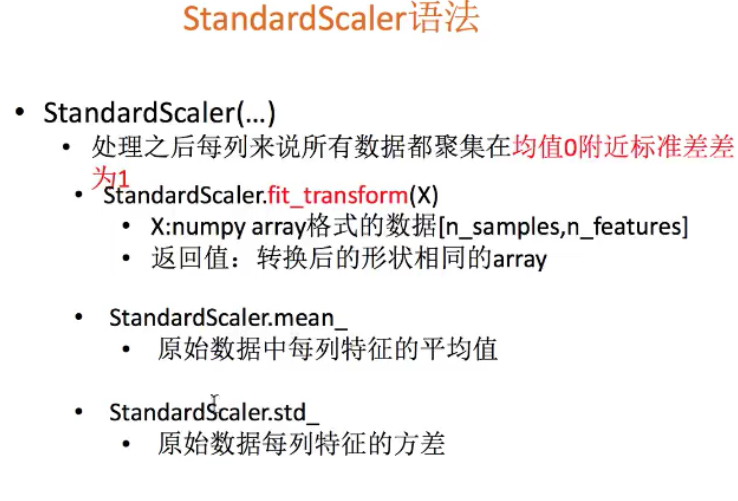 StandardScaler语法
• StandardScaler(…)
• 处理之后每列来说所有数据都聚集在均值0附近标准差差
为1
• StandardScaler.fit_transform(X)
• X:numpy array格式的数据[n_samples,n_features]
• 返回值：转换后的形状相同的array
• StandardScaler.mean_
• 原始数据中每列特征的平均值
• StandardScaler.std_
• 原始数据每列特征的方差